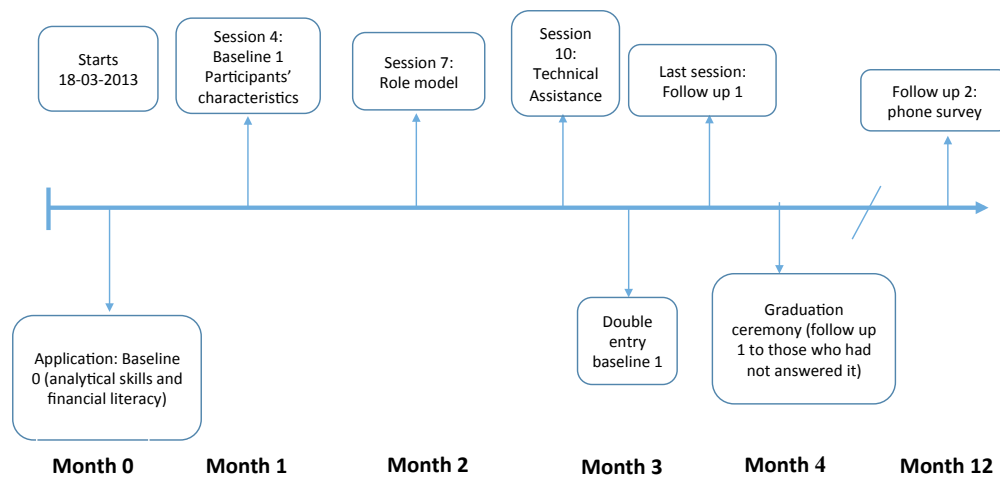 Starts
18-03-2013
Session 4:
Baseline 1
Participants’
characteristics
Session 7:
Role model
Session
10:
Technical
Assistance
Last session:
Follow up 1
Follow up 2:
phone survey
Application: Baseline
0 (analytical skills and
financial literacy)
Double
entry
baseline 1
Graduation
ceremony (follow up
1 to those who had
not answered it)
Month 0
Month 1
Month 2
Month 3
Month 4
Month 12